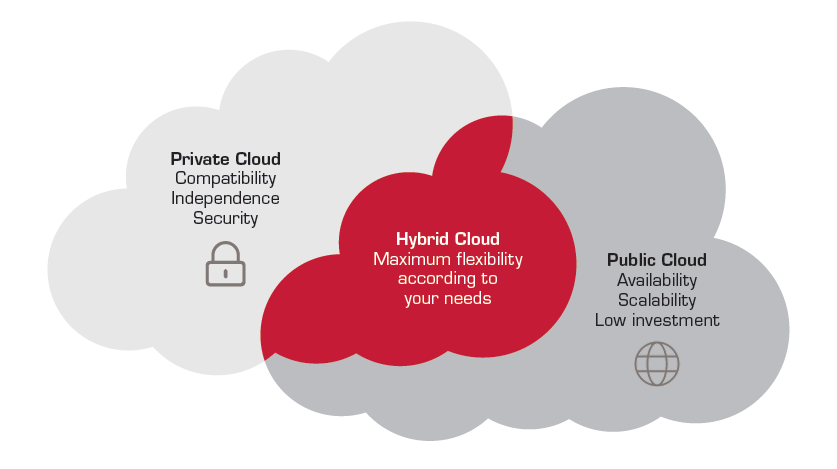 Private Cloud
Compatibility
Independence
Security
Hybrid Cloud
Maximum flexibility
according to
your needs
Public Cloud
Availability
Scalability
Low investment